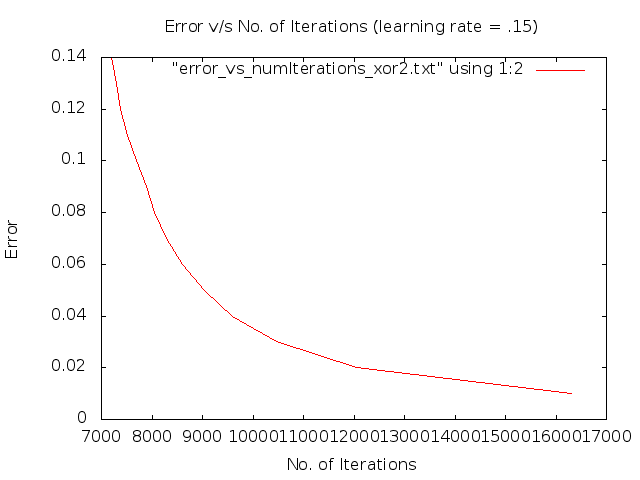 Error v/s No. of Iterations (learning rate = .15)
"error_vs_numIterations_xor2.txt" using 1:2
0.14
0.12
0.1
0.08
0.06
0.04
0.02
0
Error
7000 8000 9000 10000 11000 12000 13000 14000 15000 16000 17000
No. of Iterations